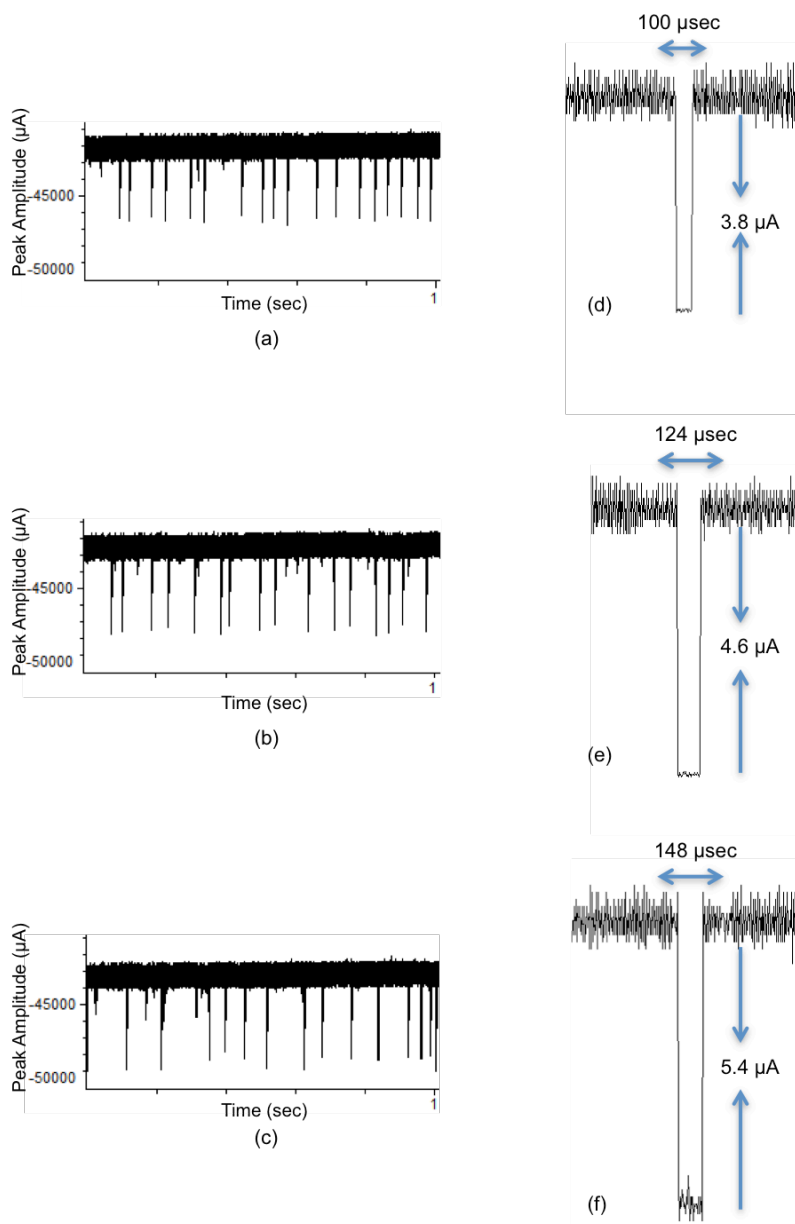 100 µsec
Peak Amplitude (µA)
-45000
-50000
1
Time (sec)
(a)
3.8 µA
(d)
124 µsec
Peak Amplitude (µA)
-45000
-50000
1
Time (sec)
(b)
4.6 µA
(e)
148 µsec
Peak Amplitude (µA)
-45000
-50000
1
Time (sec)
(c)
5.4 µA
(f)